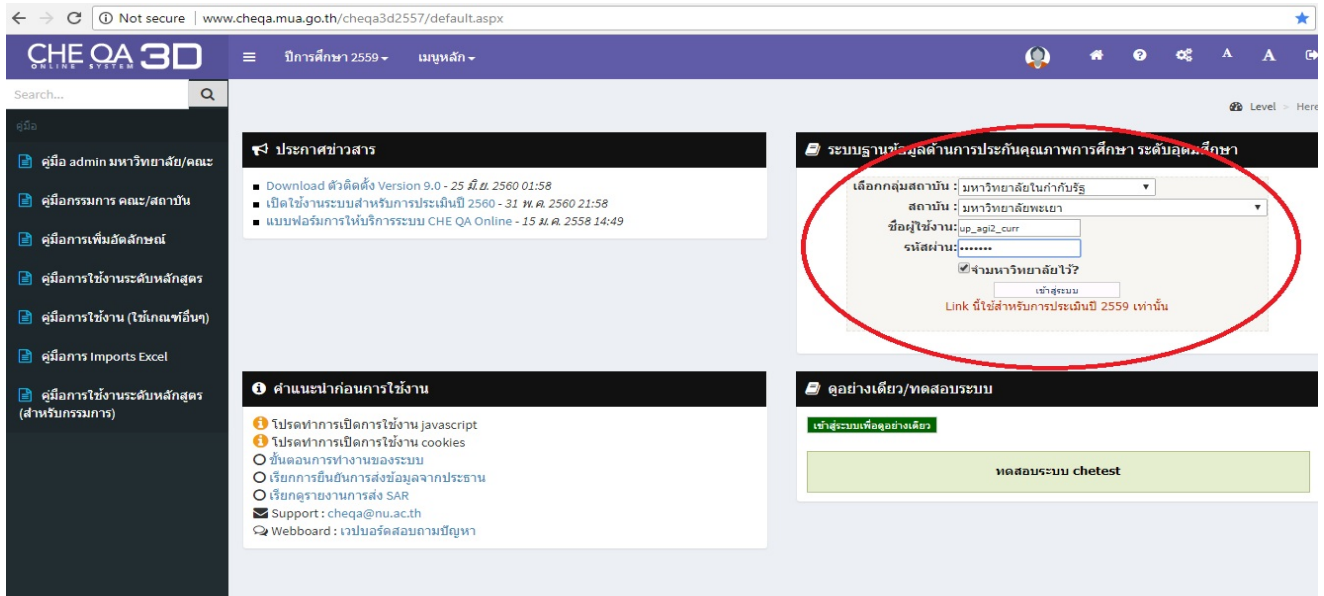 Not secure | www.cheqa.mua.go.th/cheqa3d2557/default.aspx
CHE QA 3D
ONLINE SYSTEM
ปีการศึกษา 2559
เมนูหลัก
A A
Search...
Level > Here
คู่มือ
คู่มือ admin มหาวิทยาลัย/คณะ
คู่มือกรรมการ คณะ/สถาบัน
คู่มือการเพิ่มอัตลักษณ์
คู่มือการใช้งานระดับหลักสูตร
คู่มือการใช้งาน (ใช้เกณฑ์อื่นๆ)
คู่มือการ Imports Excel
คู่มือการใช้งานระดับหลักสูตร
(สำหรับกรรมการ)
ประกาศข่าวสาร
Download ตัวติดตั้ง Version 9.0 - 25 มิ.ย. 2560 01:58
เปิดใช้งานระบบสำหรับการประเมินปี 2560 - 31 พ.ค. 2560 21:58
แบบฟอร์มการให้บริการระบบ CHE QA Online - 15 ม.ค. 2558 14:49
ระบบฐานข้อมูลด้านการประกันคุณภาพการศึกษา ระดับอุดมศึกษา
เลือกกลุ่มสถาบัน : มหาวิทยาลัยในกำกับรัฐ
สถาบัน : มหาวิทยาลัยพะเยา
ชื่อผู้ใช้งาน: up_agi2_curr
รหัสผ่าน: •••••••
จำมหาวิทยาลัยไว้?
เข้าสู่ระบบ
Link นี้ใช้สำหรับการประเมินปี 2559 เท่านั้น
คำแนะนำก่อนการใช้งาน
โปรดทำการเปิดการใช้งาน javascript
โปรดทำการเปิดการใช้งาน cookies
ขั้นตอนการทำงานของระบบ
เรียกการยืนยันการส่งข้อมูลจากประธาน
เรียกดูรายงานการส่ง SAR
Support : cheqa@nu.ac.th
Webboard : เวปบอร์ดสอบถามปัญหา
ดูอย่างเดียว/ทดสอบระบบ
เข้าสู่ระบบเพื่อดูอย่างเดียว
ทดสอบระบบ chetest